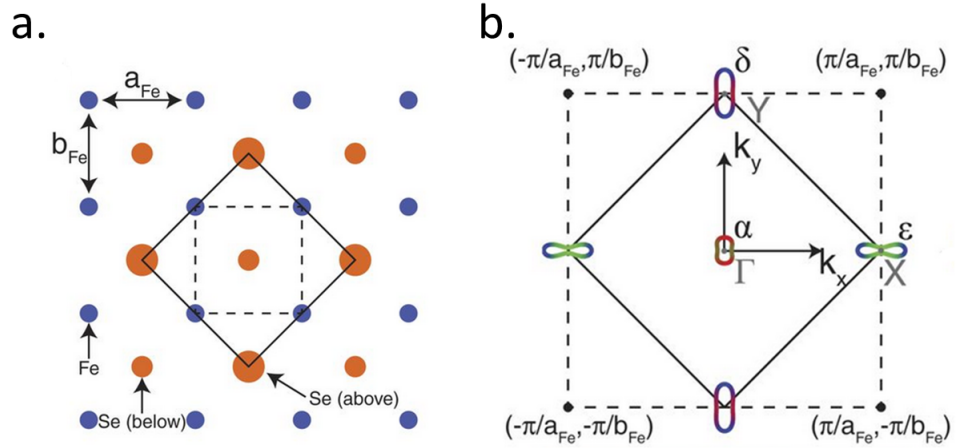 a.
a_Fe
b_Fe
Fe
Se (below)
Se (above)
b.
(-π/a_Fe,π/b_Fe)
δ
(π/a_Fe,π/b_Fe)
Y
k_y
α
Γ
k_x
ε
X
(-π/a_Fe,-π/b_Fe)
(π/a_Fe,-π/b_Fe)